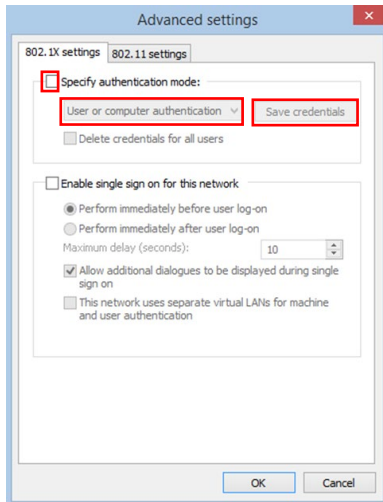 Advanced settings
802.1X settings 802.11 settings
Specify authentication mode:
User or computer authentication Save credentials
Delete credentials for all users
Enable single sign on for this network
Perform immediately before user log-on
Perform immediately after user log-on
Maximum delay (seconds): 10
Allow additional dialogues to be displayed during single
sign on
This network uses separate virtual LANs for machine
and user authentication
OK Cancel